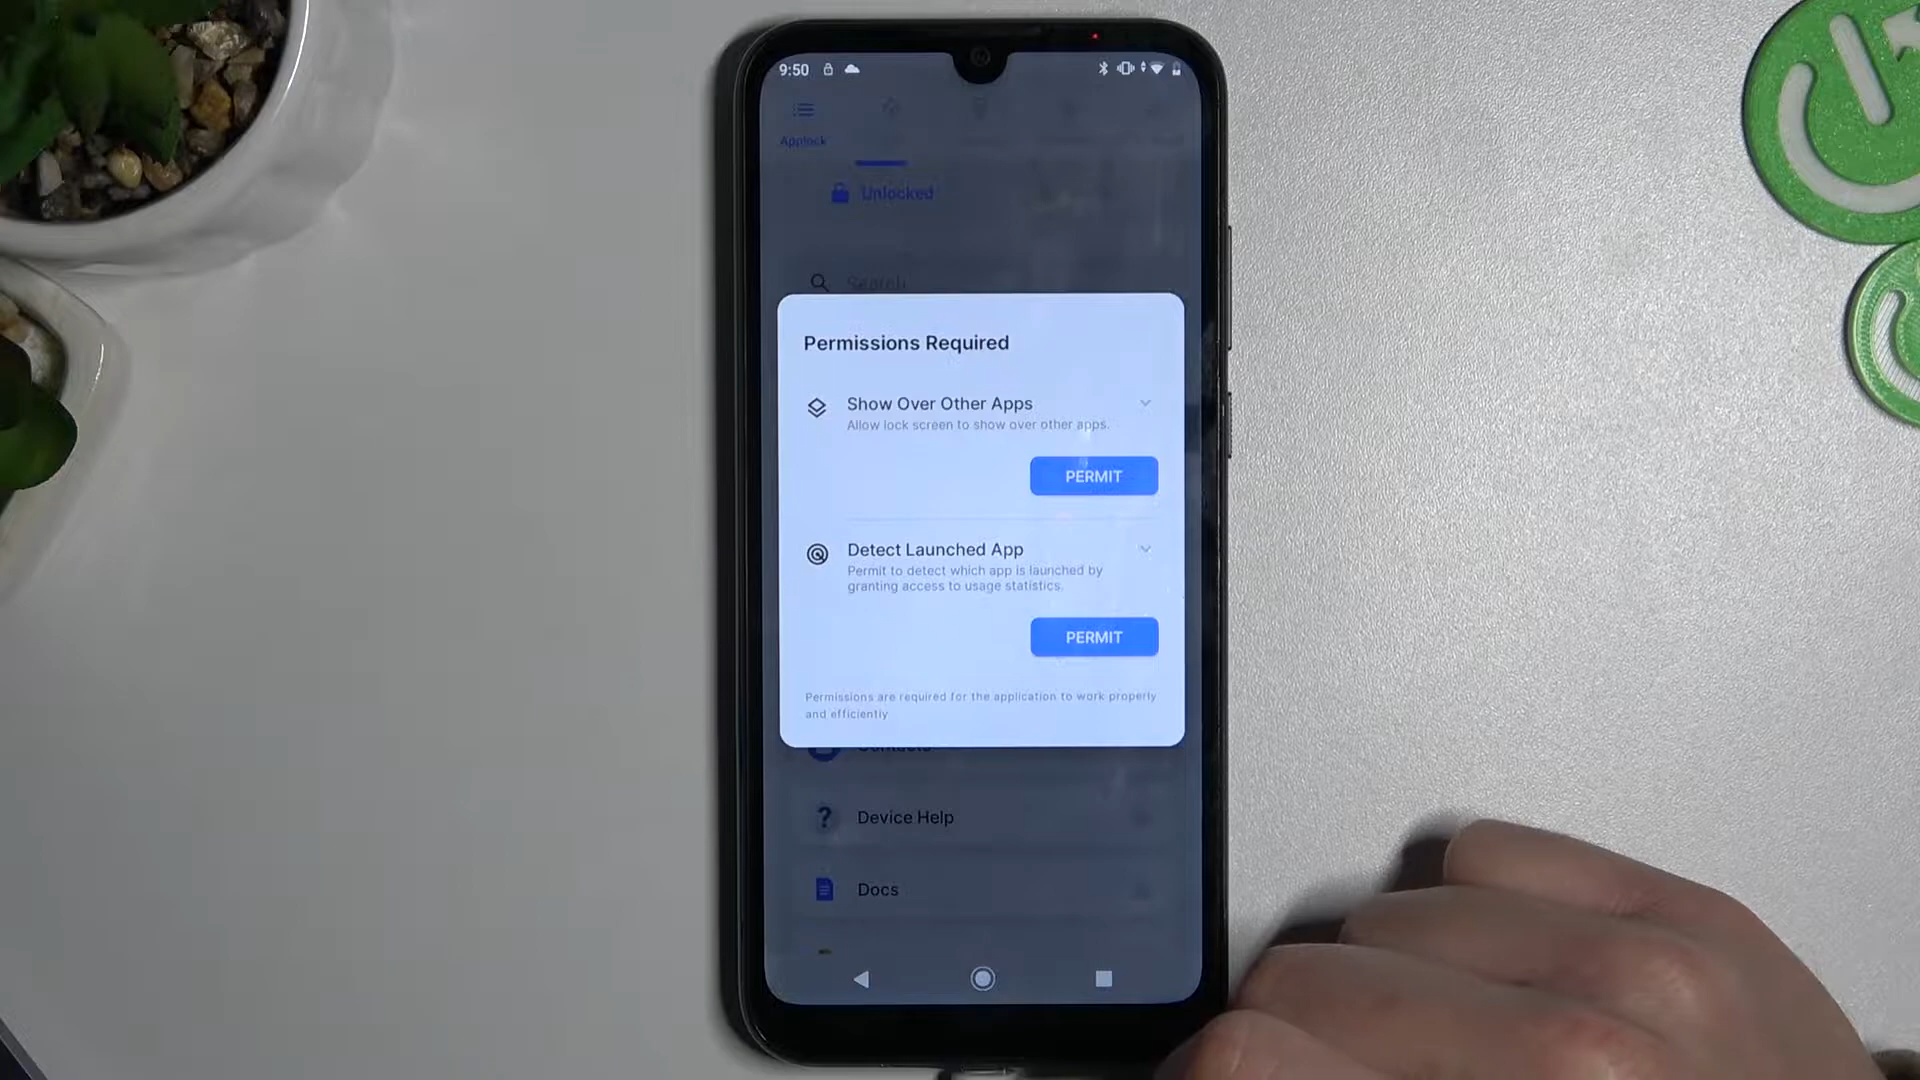 9:50
Applock
Unlocked
Search
Permissions Required
Show Over Other Apps
Allow lock screen to show over other apps.
PERMIT
Detect Launched App
Permit to detect which app is launched by
granting access to usage statistics.
PERMIT
Permissions are required for the application to work properly
and efficiently
Contacts
Device Help
Docs